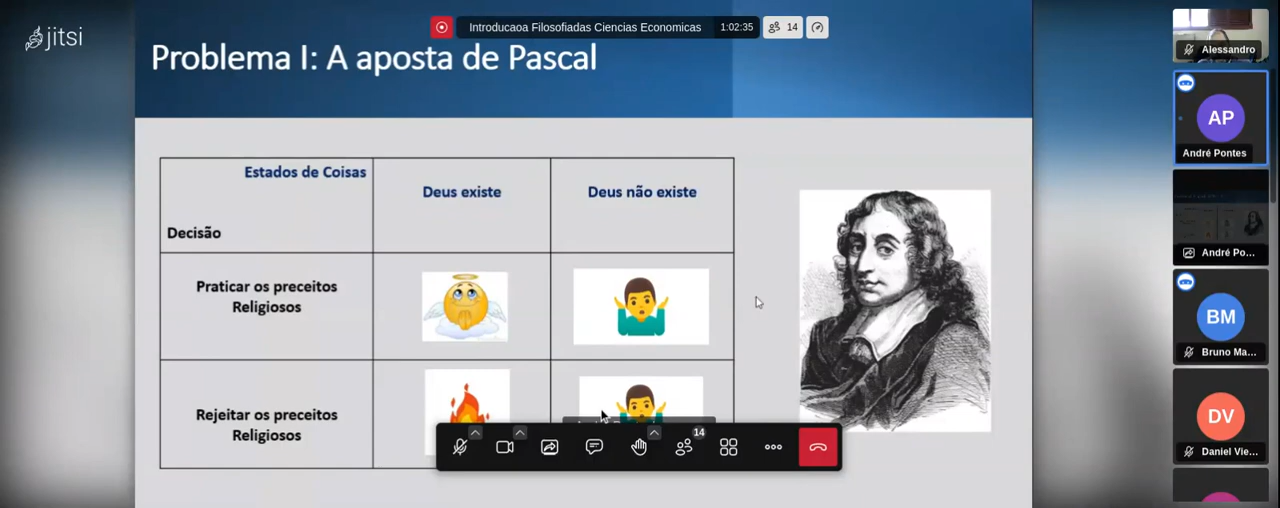 jitsi
Introducaoa Filosofiadas Ciencias Economicas
1:02:35
14
Problema I: A aposta de Pascal
Estados de Coisas
Decisão
Deus existe
Deus não existe
Praticar os preceitos
Religiosos
Rejeitar os preceitos
Religiosos
14
Alessandro
AP
André Pontes
André Po...
BM
Bruno Ma...
DV
Daniel Vie...